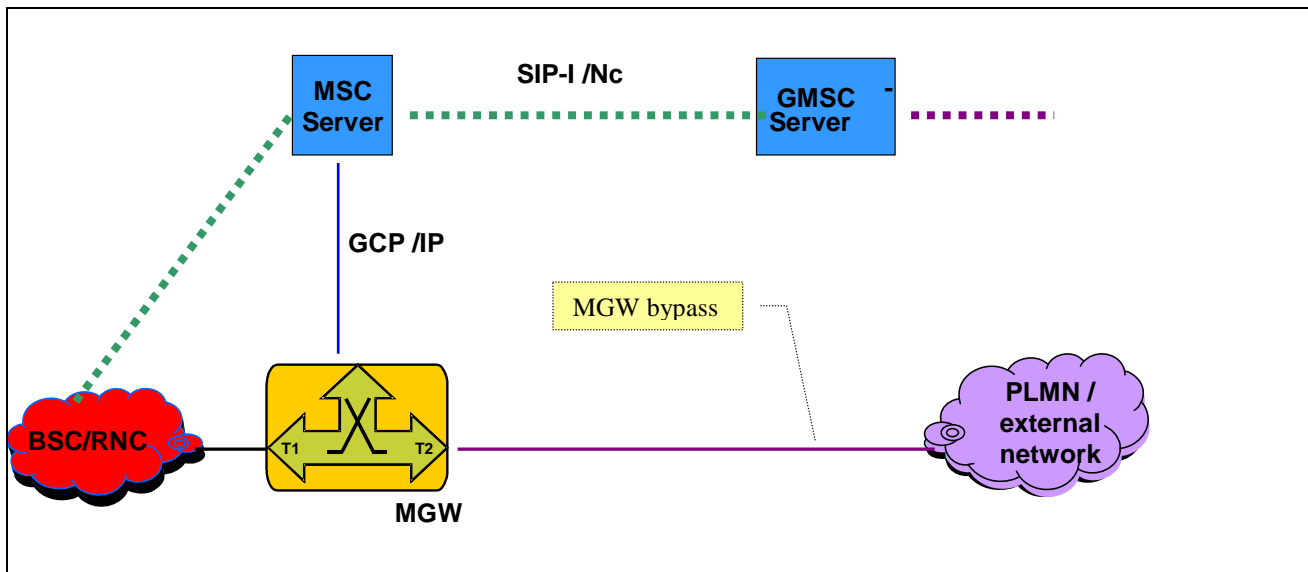 SIP-I /Nc
MSC
Server
GMSC -
Server
GCP /IP
MGW bypass
BSC/RNC
T1
T2
MGW
PLMN /
external
network